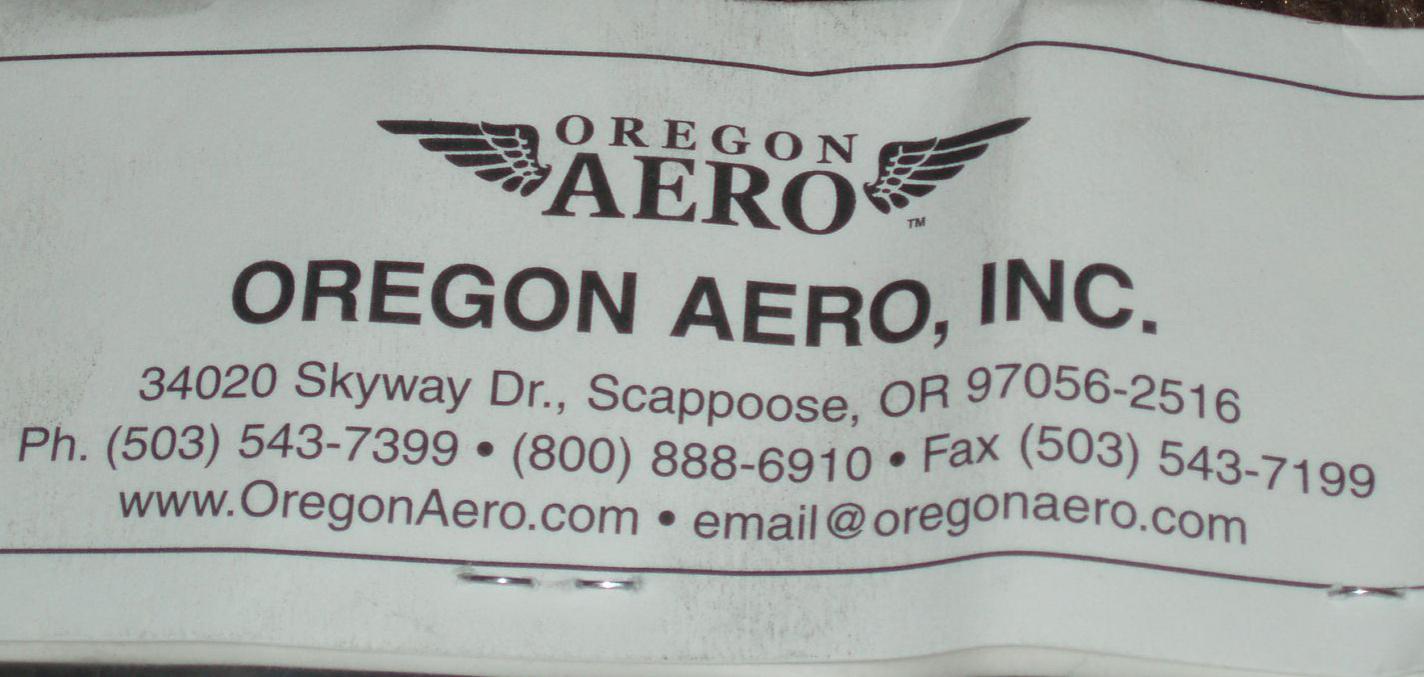 OREGON
AERO
TM
OREGON AERO, INC.
34020 Skyway Dr., Scappoose, OR 97056-2516
Ph. (503) 543-7399 • (800) 888-6910 • Fax (503) 543-7199
www.OregonAero.com • email@oregonaero.com